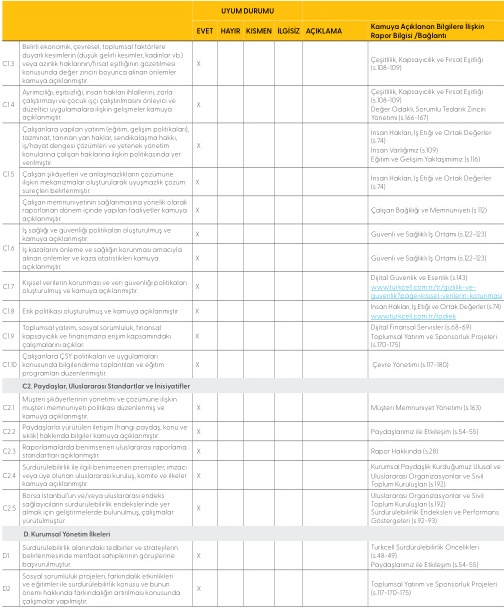 UYUM DURUMU
EVET HAYIR KISMEN İLGİSİZ AÇIKLAMA
Kamuya Açıklanan Bilgilere İlişkin
Rapor Bilgisi /Bağlantı
C1.3
Belirli ekonomik, çevresel, toplumsal faktörlere
duyarlı kesimlerin (düşük gelirli kesimler, kadınlar vb.)
veya azınlık haklarının/fırsat eşitliğinin gözetilmesi
konusunda değer zinciri boyunca alınan önlemler
kamuya açıklanmıştır.
X
Çeşitlilik, Kapsayıcılık ve Fırsat Eşitliği
(s.108-109)
C1.4
Ayrımcılığı, eşitsizliği, insan hakları ihlallerini, zorla
çalıştırmayı ve çocuk işçi çalıştırılmasını önleyici ve
düzeltici uygulamalara ilişkin gelişmeler kamuya
açıklanmıştır.
X
Çeşitlilik, Kapsayıcılık ve Fırsat Eşitliği
(s.108-109)
Değer Odaklı, Sorumlu Tedarik Zinciri
Yönetimi (s.166-167)
C1.5
Çalışanlara yapılan yatırım (eğitim, gelişim politikaları),
tazminat, tanınan yan haklar, sendikalaşma hakkı,
iş/hayat dengesi çözümleri ve yetenek yönetimi
konularına çalışan haklarına ilişkin politikasında yer
verilmiştir.
X
İnsan Hakları, İş Etiği ve Ortak Değerler
(s.74)
İnsan Varlığımız (s.109)
Eğitim ve Gelişim Yaklaşımımız (s.116)
Çalışan şikâyetleri ve anlaşmazlıkların çözümüne
ilişkin mekanizmalar oluşturularak uyuşmazlık çözüm
süreçleri belirlenmiştir.
X
İnsan Hakları, İş Etiği ve Ortak Değerler
(s.74)
Çalışan memnuniyetinin sağlanmasına yönelik olarak
raporlanan dönem içinde yapılan faaliyetler kamuya
açıklanmıştır.
X
Çalışan Bağlılığı ve Memnuniyeti (s.112)
C1.6
İş sağlığı ve güvenliği politikaları oluşturulmuş ve
kamuya açıklanmıştır.
X
Güvenli ve Sağlıklı İş Ortamı (s.122-123)
İş kazalarını önleme ve sağlığın korunması amacıyla
alınan önlemler ve kaza istatistikleri kamuya
açıklanmıştır.
X
Güvenli ve Sağlıklı İş Ortamı (s.122-123)
C1.7
Kişisel verilerin korunması ve veri güvenliği politikaları
oluşturulmuş ve kamuya açıklanmıştır.
X
Dijital Güvenlik ve Esenlik (s.143)
www.turkcell.com.tr/tr/gizlilik-ve-
guvenlik?page=kisisel-verilerin-korunmasi
C1.8
Etik politikası oluşturulmuş ve kamuya açıklanmıştır.
X
İnsan Hakları, İş Etiği ve Ortak Değerler (s.74)
C1.9
Toplumsal yatırım, sosyal sorumluluk, finansal
kapsayıcılık ve finansmana erişim kapsamındaki
çalışmalarını açıklar.
X
Dijital Finansal Servisler (s.68-69)
Toplumsal Yatırım ve Sponsorluk Projeleri
(s.170-175)
C1.10
Çalışanlara ÇSY politikaları ve uygulamaları
konusunda bilgilendirme toplantıları ve eğitim
programları düzenlenmiştir.
X
Çevre Yönetimi (s.117-180)
C2. Paydaşlar, Uluslararası Standartlar ve İnisiyatifler
C2.1
Müşteri şikâyetlerinin yönetimi ve çözümüne ilişkin
müşteri memnuniyeti politikası düzenlenmiş ve
kamuya açıklanmıştır.
X
Müşteri Memnuniyet Yönetimi (s.163)
C2.2
Paydaşlarla yürütülen iletişim (hangi paydaş, konu ve
sıklık) hakkında bilgiler kamuya açıklanmıştır.
X
Paydaşlarımız ile Etkileşim (s.54-55)
C2.3
Raporlamalarda benimsenen uluslararası raporlama
standartları açıklanmıştır.
X
Rapor Hakkında (s.28)
C2.4
Sürdürülebilirlik ile ilgili benimsenen prensipler, imzacı
veya üye olunan uluslararası kuruluş, komite ve ilkeler
kamuya açıklanmıştır.
X
Kurumsal Paydaşlık Kurduğumuz Ulusal ve
Uluslararası Organizasyonlar ve Sivil
Toplum Kuruluşları (s.192)
C2.5
Borsa İstanbul'un ve/veya uluslararası endeks
sağlayıcıların sürdürülebilirlik endekslerinde yer
almak için geliştirmelerde bulunulmuş, çalışmalar
yürütülmüştür.
X
Uluslararası Organizasyonlar ve Sivil
Toplum Kuruluşları (s.192)
Sürdürülebilirlik Endeksleri ve Performans
Göstergeleri (s.92-93)
D. Kurumsal Yönetim İlkeleri
D1
Sürdürülebilirlik alanındaki tedbirler ve stratejilerin
belirlenmesinde menfaat sahiplerinin görüşlerine
başvurulmuştur.
X
Turkcell Sürdürülebilirlik Öncelikleri
(s.48-49)
Paydaşlarımız ile Etkileşim (s.54-55)
D2
Sosyal sorumluluk projeleri, farkındalık etkinlikleri
ve eğitimler ile sürdürülebilirlik konusu ve bunun
önemi hakkında farkındalığın artırılması konusunda
çalışmalar yapılmıştır.
X
Toplumsal Yatırım ve Sponsorluk Projeleri
(s.117-170-175)